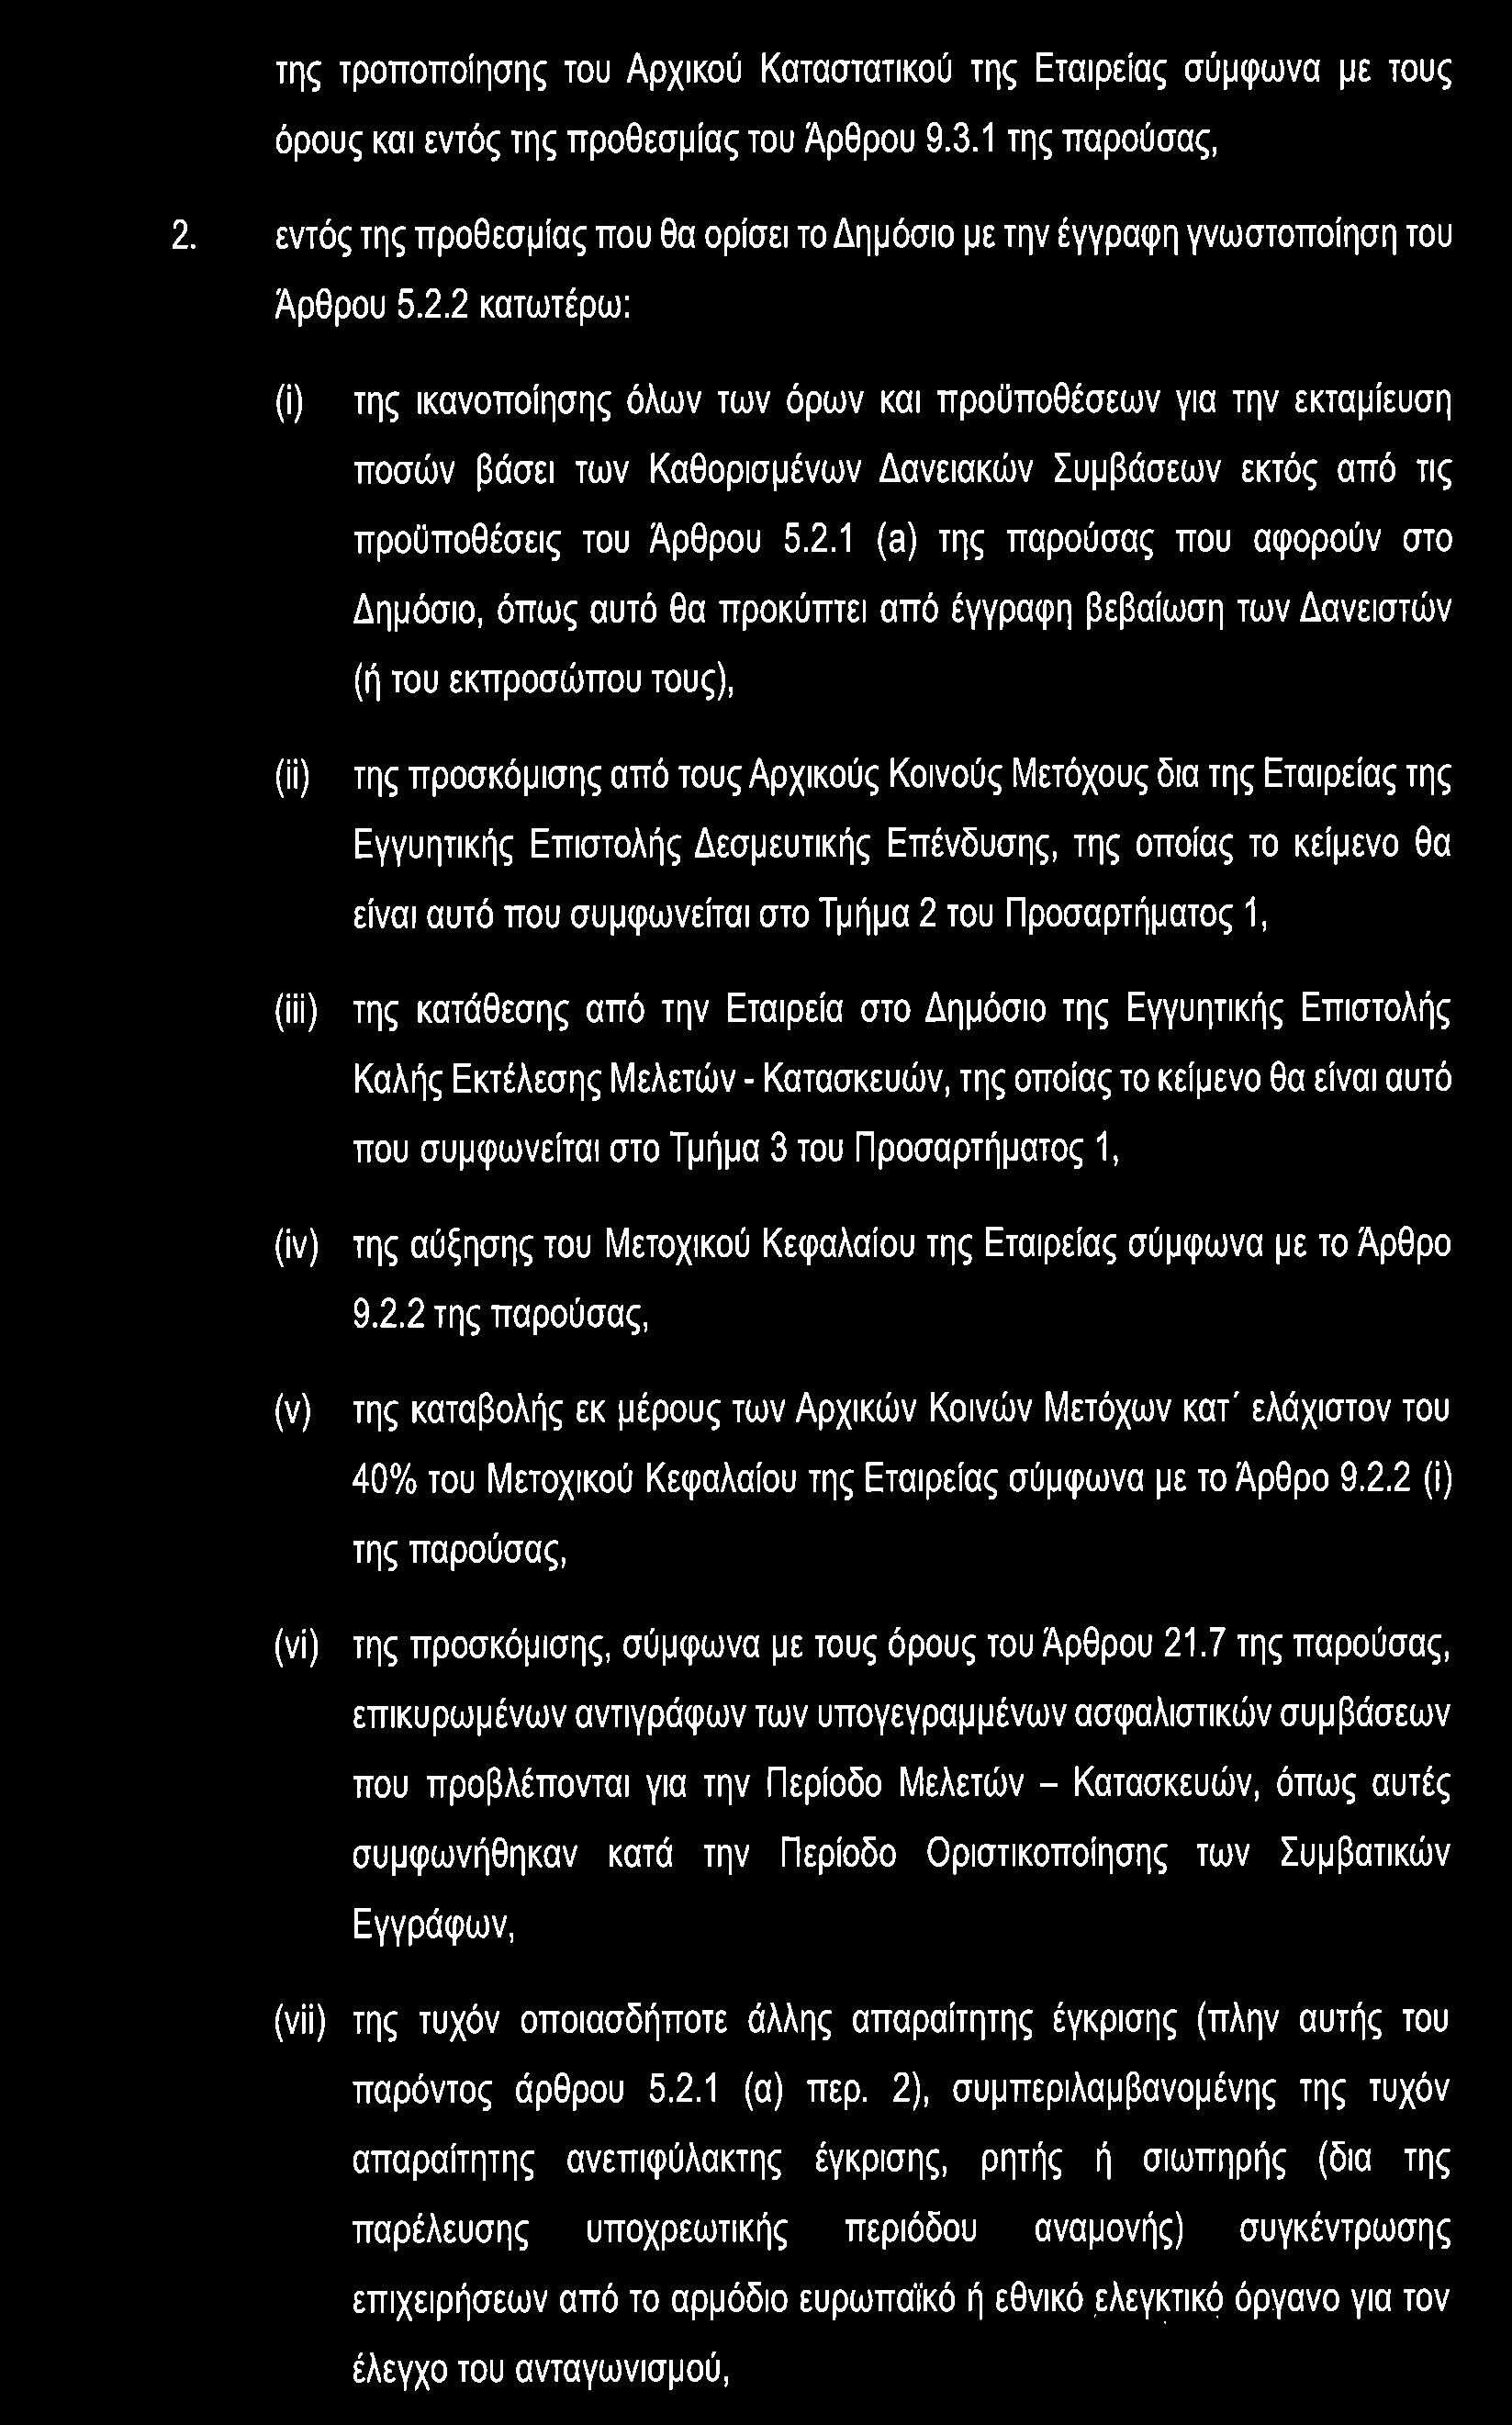 της τροποποίησης του Αρχικού Καταστατικού της Εταιρείας σύμφωνα με τους
όρους και εντός της προθεσμίας του Άρθρου 9.3.1 της παρούσας,
2. εντός της προθεσμίας που θα ορίσει το Δημόσιο με την έγγραφη γνωστοποίηση του
Άρθρου 5.2.2 κατωτέρω:
(i) της ικανοποίησης όλων των όρων και προϋποθέσεων για την εκταμίευση
ποσών βάσει των Καθορισμένων Δανειακών Συμβάσεων εκτός από τις
προϋποθέσεις του Άρθρου 5.2.1 (a) της παρούσας που αφορούν στο
Δημόσιο, όπως αυτό θα προκύπτει από έγγραφη βεβαίωση των Δανειστών
(ή του εκπροσώπου τους),
(ii) της προσκόμισης από τους Αρχικούς Κοινούς Μετόχους δια της Εταιρείας της
Εγγυητικής Επιστολής Δεσμευτικής Επένδυσης, της οποίας το κείμενο θα
είναι αυτό που συμφωνείται στο Τμήμα 2 του Προσαρτήματος 1,
(iii) της κατάθεσης από την Εταιρεία στο Δημόσιο της Εγγυητικής Επιστολής
Καλής Εκτέλεσης Μελετών - Κατασκευών, της οποίας το κείμενο θα είναι αυτό
που συμφωνείται στο Τμήμα 3 του Προσαρτήματος 1,
(iv) της αύξησης του Μετοχικού Κεφαλαίου της Εταιρείας σύμφωνα με το Άρθρο
9.2.2 της παρούσας,
(v) της καταβολής εκ μέρους των Αρχικών Κοινών Μετόχων κατ΄ ελάχιστον του
40% του Μετοχικού Κεφαλαίου της Εταιρείας σύμφωνα με το Άρθρο 9.2.2 (i)
της παρούσας,
(vi) της προσκόμισης, σύμφωνα με τους όρους του Άρθρου 21.7 της παρούσας,
επικυρωμένων αντιγράφων των υπογεγραμμένων ασφαλιστικών συμβάσεων
που προβλέπονται για την Περίοδο Μελετών – Κατασκευών, όπως αυτές
συμφωνήθηκαν κατά την Περίοδο Οριστικοποίησης των Συμβατικών
Εγγράφων,
(vii) της τυχόν οποιασδήποτε άλλης απαραίτητης έγκρισης (πλην αυτής του
παρόντος άρθρου 5.2.1 (α) περ. 2), συμπεριλαμβανομένης της τυχόν
απαραίτητης ανεπιφύλακτης έγκρισης, ρητής ή σιωπηρής (δια της
παρέλευσης υποχρεωτικής περιόδου αναμονής) συγκέντρωσης
επιχειρήσεων από το αρμόδιο ευρωπαϊκό ή εθνικό ελεγκτικό όργανο για τον
έλεγχο του ανταγωνισμού,